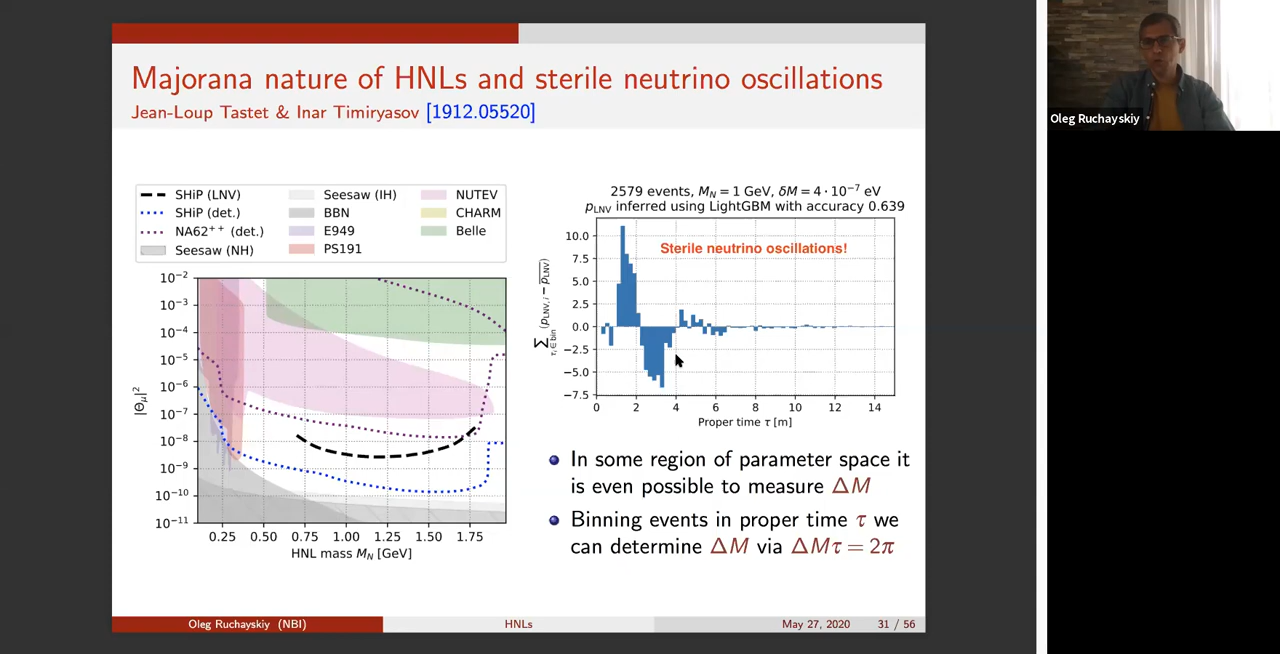 Majorana nature of HNLs and sterile neutrino oscillations
Jean-Loup Tastet & Inar Timiryasov [1912.05520]
SHiP (LNV)
SHiP (det.)
NA62⁺⁺ (det.)
Seesaw (NH)
Seesaw (IH)
BBN
E949
PS191
NUTEV
CHARM
Belle
10⁻²
10⁻³
10⁻⁴
10⁻⁵
10⁻⁶
10⁻⁷
10⁻⁸
10⁻⁹
10⁻¹⁰
10⁻¹¹
|Θμ|²
0.25 0.50 0.75 1.00 1.25 1.50 1.75
HNL mass M_N [GeV]
2579 events, M_N = 1 GeV, δM = 4 · 10⁻⁷ eV
p_LNV inferred using LightGBM with accuracy 0.639
Sterile neutrino oscillations!
10.0
7.5
5.0
2.5
0.0
−2.5
−5.0
−7.5
0 2 4 6 8 10 12 14
Proper time τ [m]
In some region of parameter space it
is even possible to measure ΔM
Binning events in proper time τ we
can determine ΔM via ΔMτ = 2π
Oleg Ruchayskiy (NBI) HNLs May 27, 2020 31 / 56
Oleg Ruchayskiy